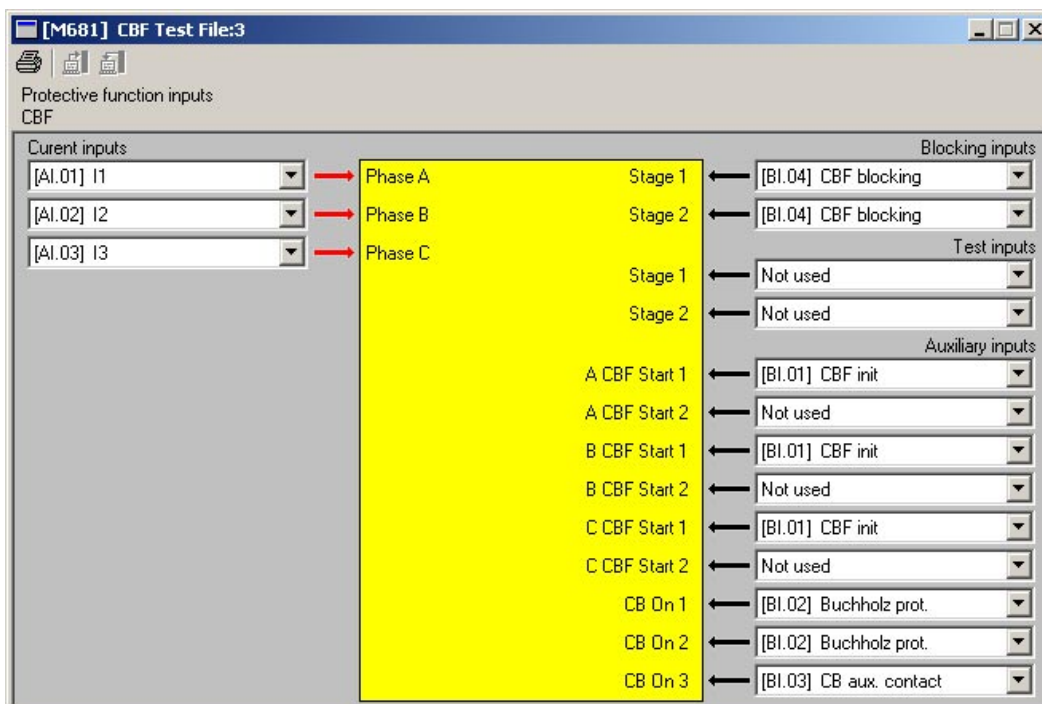 [M681] CBF Test File:3
Protective function inputs
CBF
Curent inputs
Blocking inputs
[AI.01] I1
Phase A
Stage 1
[BI.04] CBF blocking
[AI.02] I2
Phase B
Stage 2
[BI.04] CBF blocking
[AI.03] I3
Phase C
Test inputs
Stage 1
Not used
Stage 2
Not used
Auxiliary inputs
A CBF Start 1
[BI.01] CBF init
A CBF Start 2
Not used
B CBF Start 1
[BI.01] CBF init
B CBF Start 2
Not used
C CBF Start 1
[BI.01] CBF init
C CBF Start 2
Not used
CB On 1
[BI.02] Buchholz prot.
CB On 2
[BI.02] Buchholz prot.
CB On 3
[BI.03] CB aux. contact